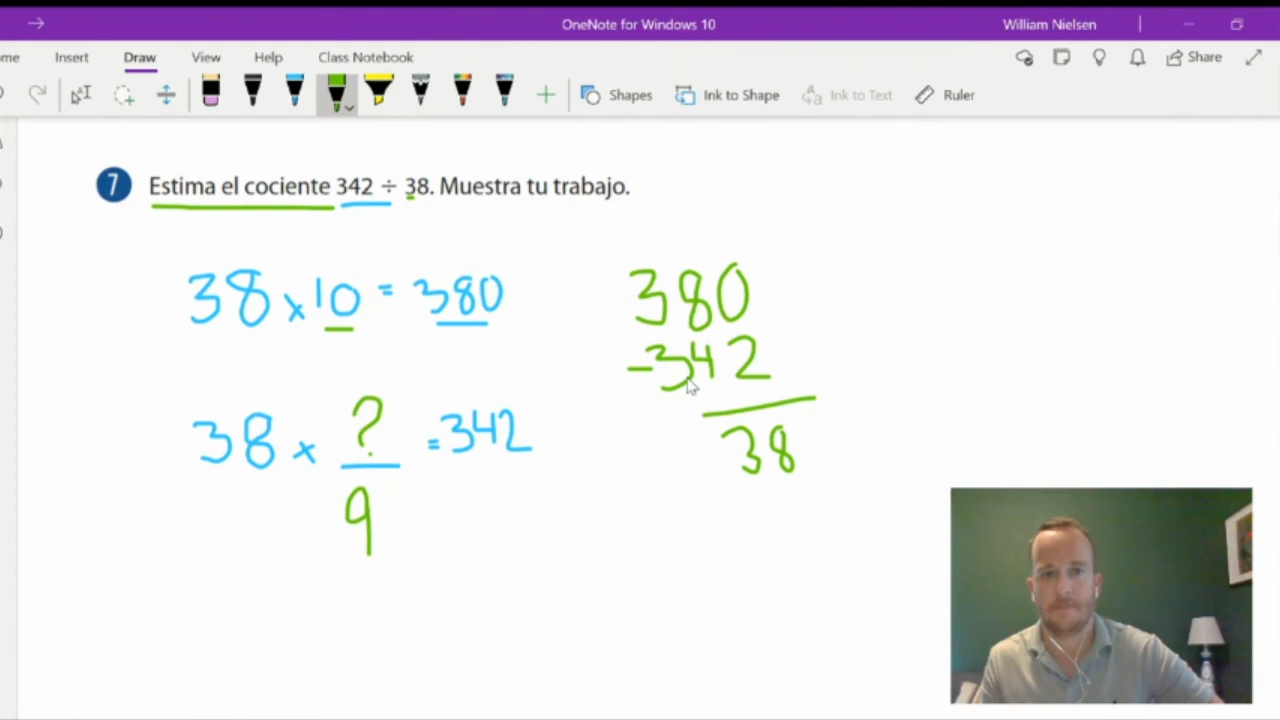 OneNote for Windows 10
William Nielsen
Insert Draw View Help Class Notebook
Share
Shapes Ink to Shape Ink to Text Ruler
7 Estima el cociente 342 ÷ 38. Muestra tu trabajo.
38 x 10 = 380
38 x ? = 342
9
380
-342
38